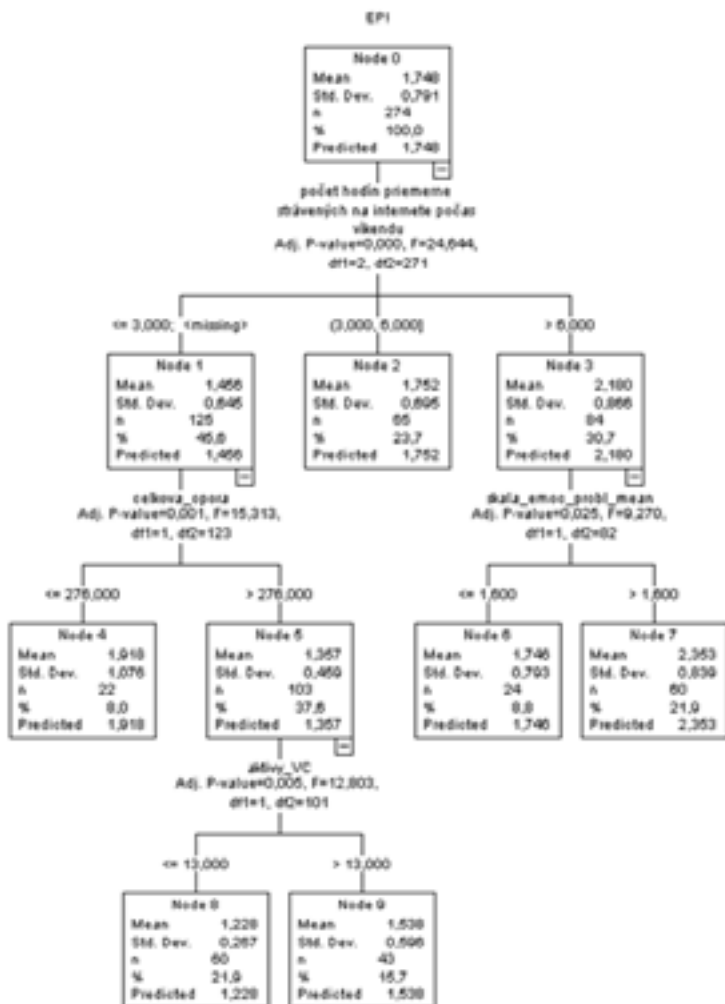 EPI
Node 0
Mean 1,748
Std. Dev. 0,791
n 274
% 100,0
Predicted 1,748
počet hodín priemerne
strávených na internete počas
víkendu
Adj. P-value=0,000, F=24,644,
df1=2, df2=271
<= 3,000; <missing>
(3,000, 6,000]
> 6,000
Node 1
Mean 1,466
Std. Dev. 0,645
n 125
% 45,6
Predicted 1,466
Node 2
Mean 1,752
Std. Dev. 0,695
n 65
% 23,7
Predicted 1,752
Node 3
Mean 2,180
Std. Dev. 0,866
n 84
% 30,7
Predicted 2,180
celkova_opora
Adj. P-value=0,001, F=15,313,
df1=1, df2=123
skala_emoc_probl_mean
Adj. P-value=0,025, F=9,270,
df1=1, df2=82
<= 276,000
> 276,000
<= 1,600
> 1,600
Node 4
Mean 1,918
Std. Dev. 1,076
n 22
% 8,0
Predicted 1,918
Node 5
Mean 1,357
Std. Dev. 0,459
n 103
% 37,6
Predicted 1,357
Node 6
Mean 1,746
Std. Dev. 0,793
n 24
% 8,8
Predicted 1,746
Node 7
Mean 2,353
Std. Dev. 0,839
n 60
% 21,9
Predicted 2,353
Adj. P-value=0,005, F=12,803,
df1=1, df2=101
<= 13,000
> 13,000
Node 8
Mean 1,228
Std. Dev. 0,267
n 60
% 21,9
Predicted 1,228
Node 9
Mean 1,538
Std. Dev. 0,596
n 43
% 15,7
Predicted 1,538